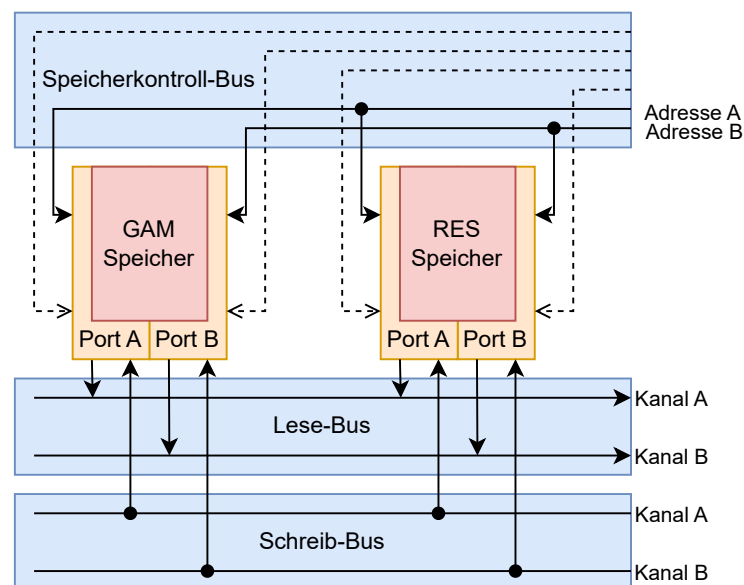 Speicherkontroll-Bus
Adresse A
Adresse B
GAM
Speicher
RES
Speicher
Port A
Port B
Port A
Port B
Kanal A
Lese-Bus
Kanal B
Kanal A
Schreib-Bus
Kanal B